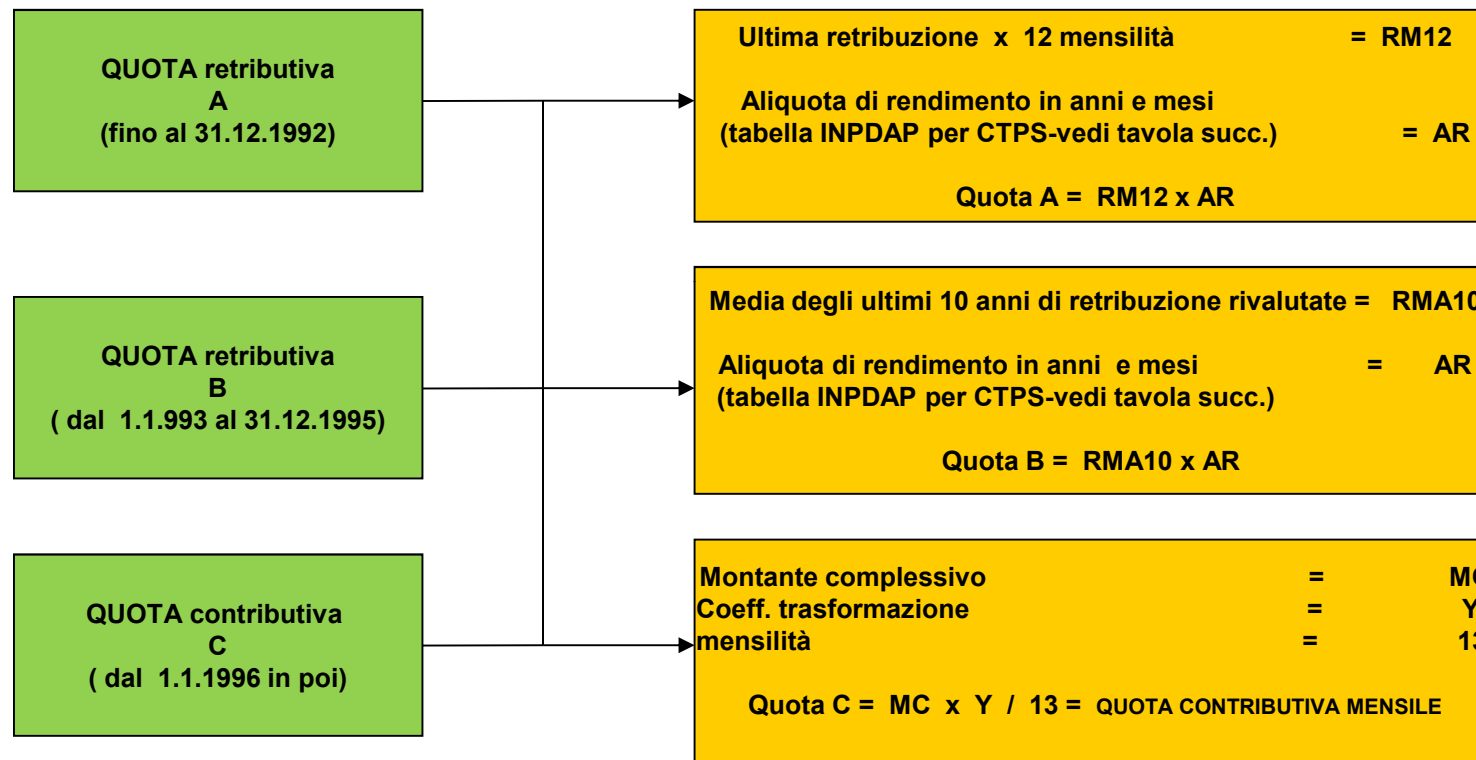 QUOTA retributiva
A
(fino al 31.12.1992)
Ultima retribuzione x 12 mensilità = RM12
Aliquota di rendimento in anni e mesi
(tabella INPDAP per CTPS-vedi tavola succ.) = AR
Quota A = RM12 x AR
QUOTA retributiva
B
( dal 1.1.993 al 31.12.1995)
Media degli ultimi 10 anni di retribuzione rivalutate = RMA10
Aliquota di rendimento in anni e mesi = AR
(tabella INPDAP per CTPS-vedi tavola succ.)
Quota B = RMA10 x AR
QUOTA contributiva
C
( dal 1.1.1996 in poi)
Montante complessivo = MC
Coeff. trasformazione = Y
mensilità = 13
Quota C = MC x Y / 13 = QUOTA CONTRIBUTIVA MENSILE